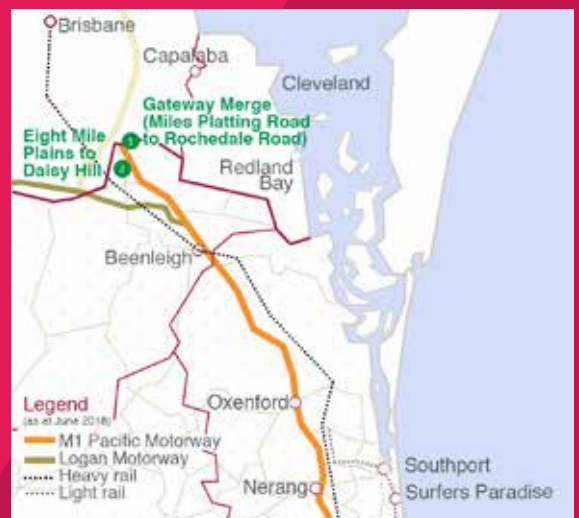 Brisbane
Capalaba
Cleveland
Gateway Merge
(Miles Platting Road
to Rochedale Road)
Eight Mile
Plains to
Daisy Hill
Redland
Bay
Beenleigh
Oxenford
Legend
(as at June 2018)
M1 Pacific Motorway
Logan Motorway
Heavy rail
Light rail
Southport
Surfers Paradise
Nerang